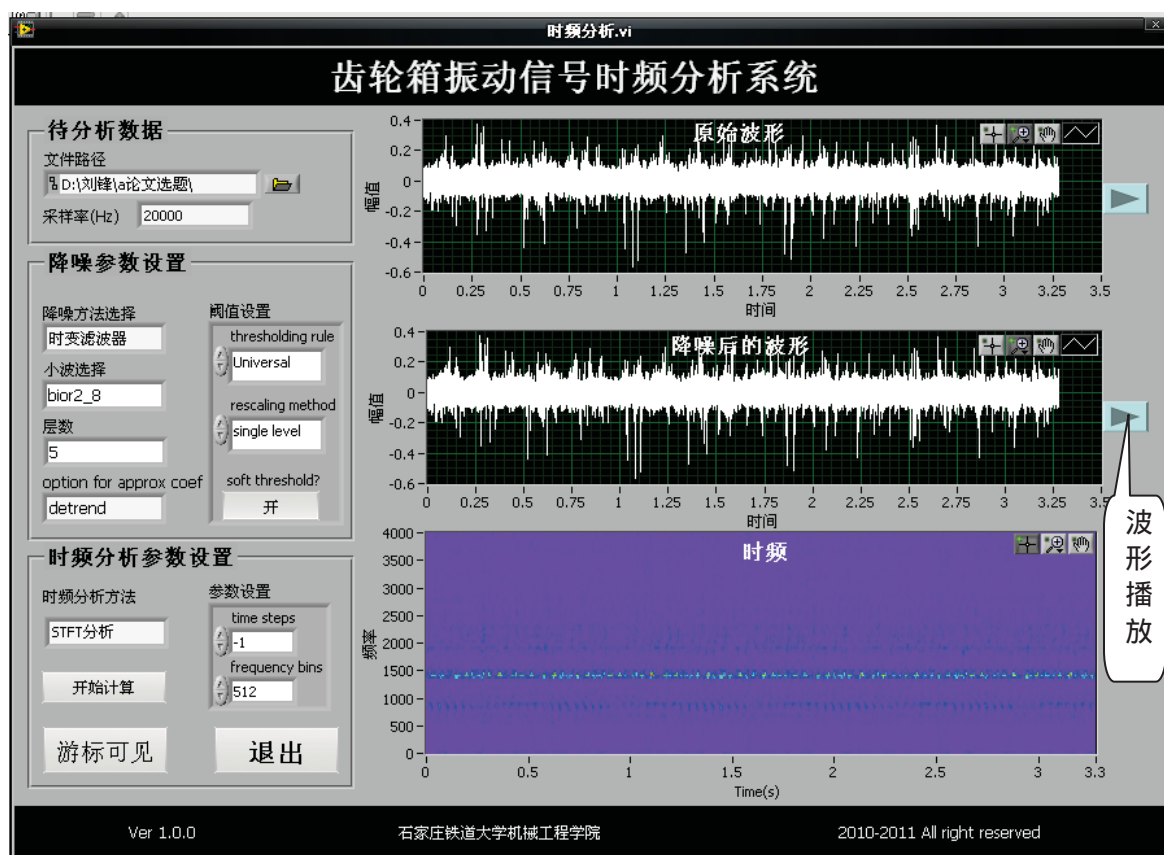 时频分析.vi
齿轮箱振动信号时频分析系统
待分析数据
文件路径
D:\刘锋\a论文选题\
采样率(Hz) 20000
降噪参数设置
降噪方法选择
时变滤波器
小波选择
bior2_8
层数
5
option for approx coef
detrend
阈值设置
thresholding rule
Universal
rescaling method
single level
soft threshold?
开
时频分析参数设置
时频分析方法
STFT分析
开始计算
参数设置
time steps
-1
frequency bins
512
游标可见
退出
原始波形
幅值
0.4
0.2
0
-0.2
-0.4
-0.6
0 0.25 0.5 0.75 1 1.25 1.5 1.75 2 2.25 2.5 2.75 3 3.25 3.5
时间
降噪后的波形
幅值
0.4
0.2
0
-0.2
-0.4
-0.6
0 0.25 0.5 0.75 1 1.25 1.5 1.75 2 2.25 2.5 2.75 3 3.25 3.5
时间
波形播放
时频
频率
4000
3500
3000
2500
2000
1500
1000
500
0
0 0.5 1 1.5 2 2.5 3 3.3
Time(s)
Ver 1.0.0
石家庄铁道大学机械工程学院
2010-2011 All right reserved